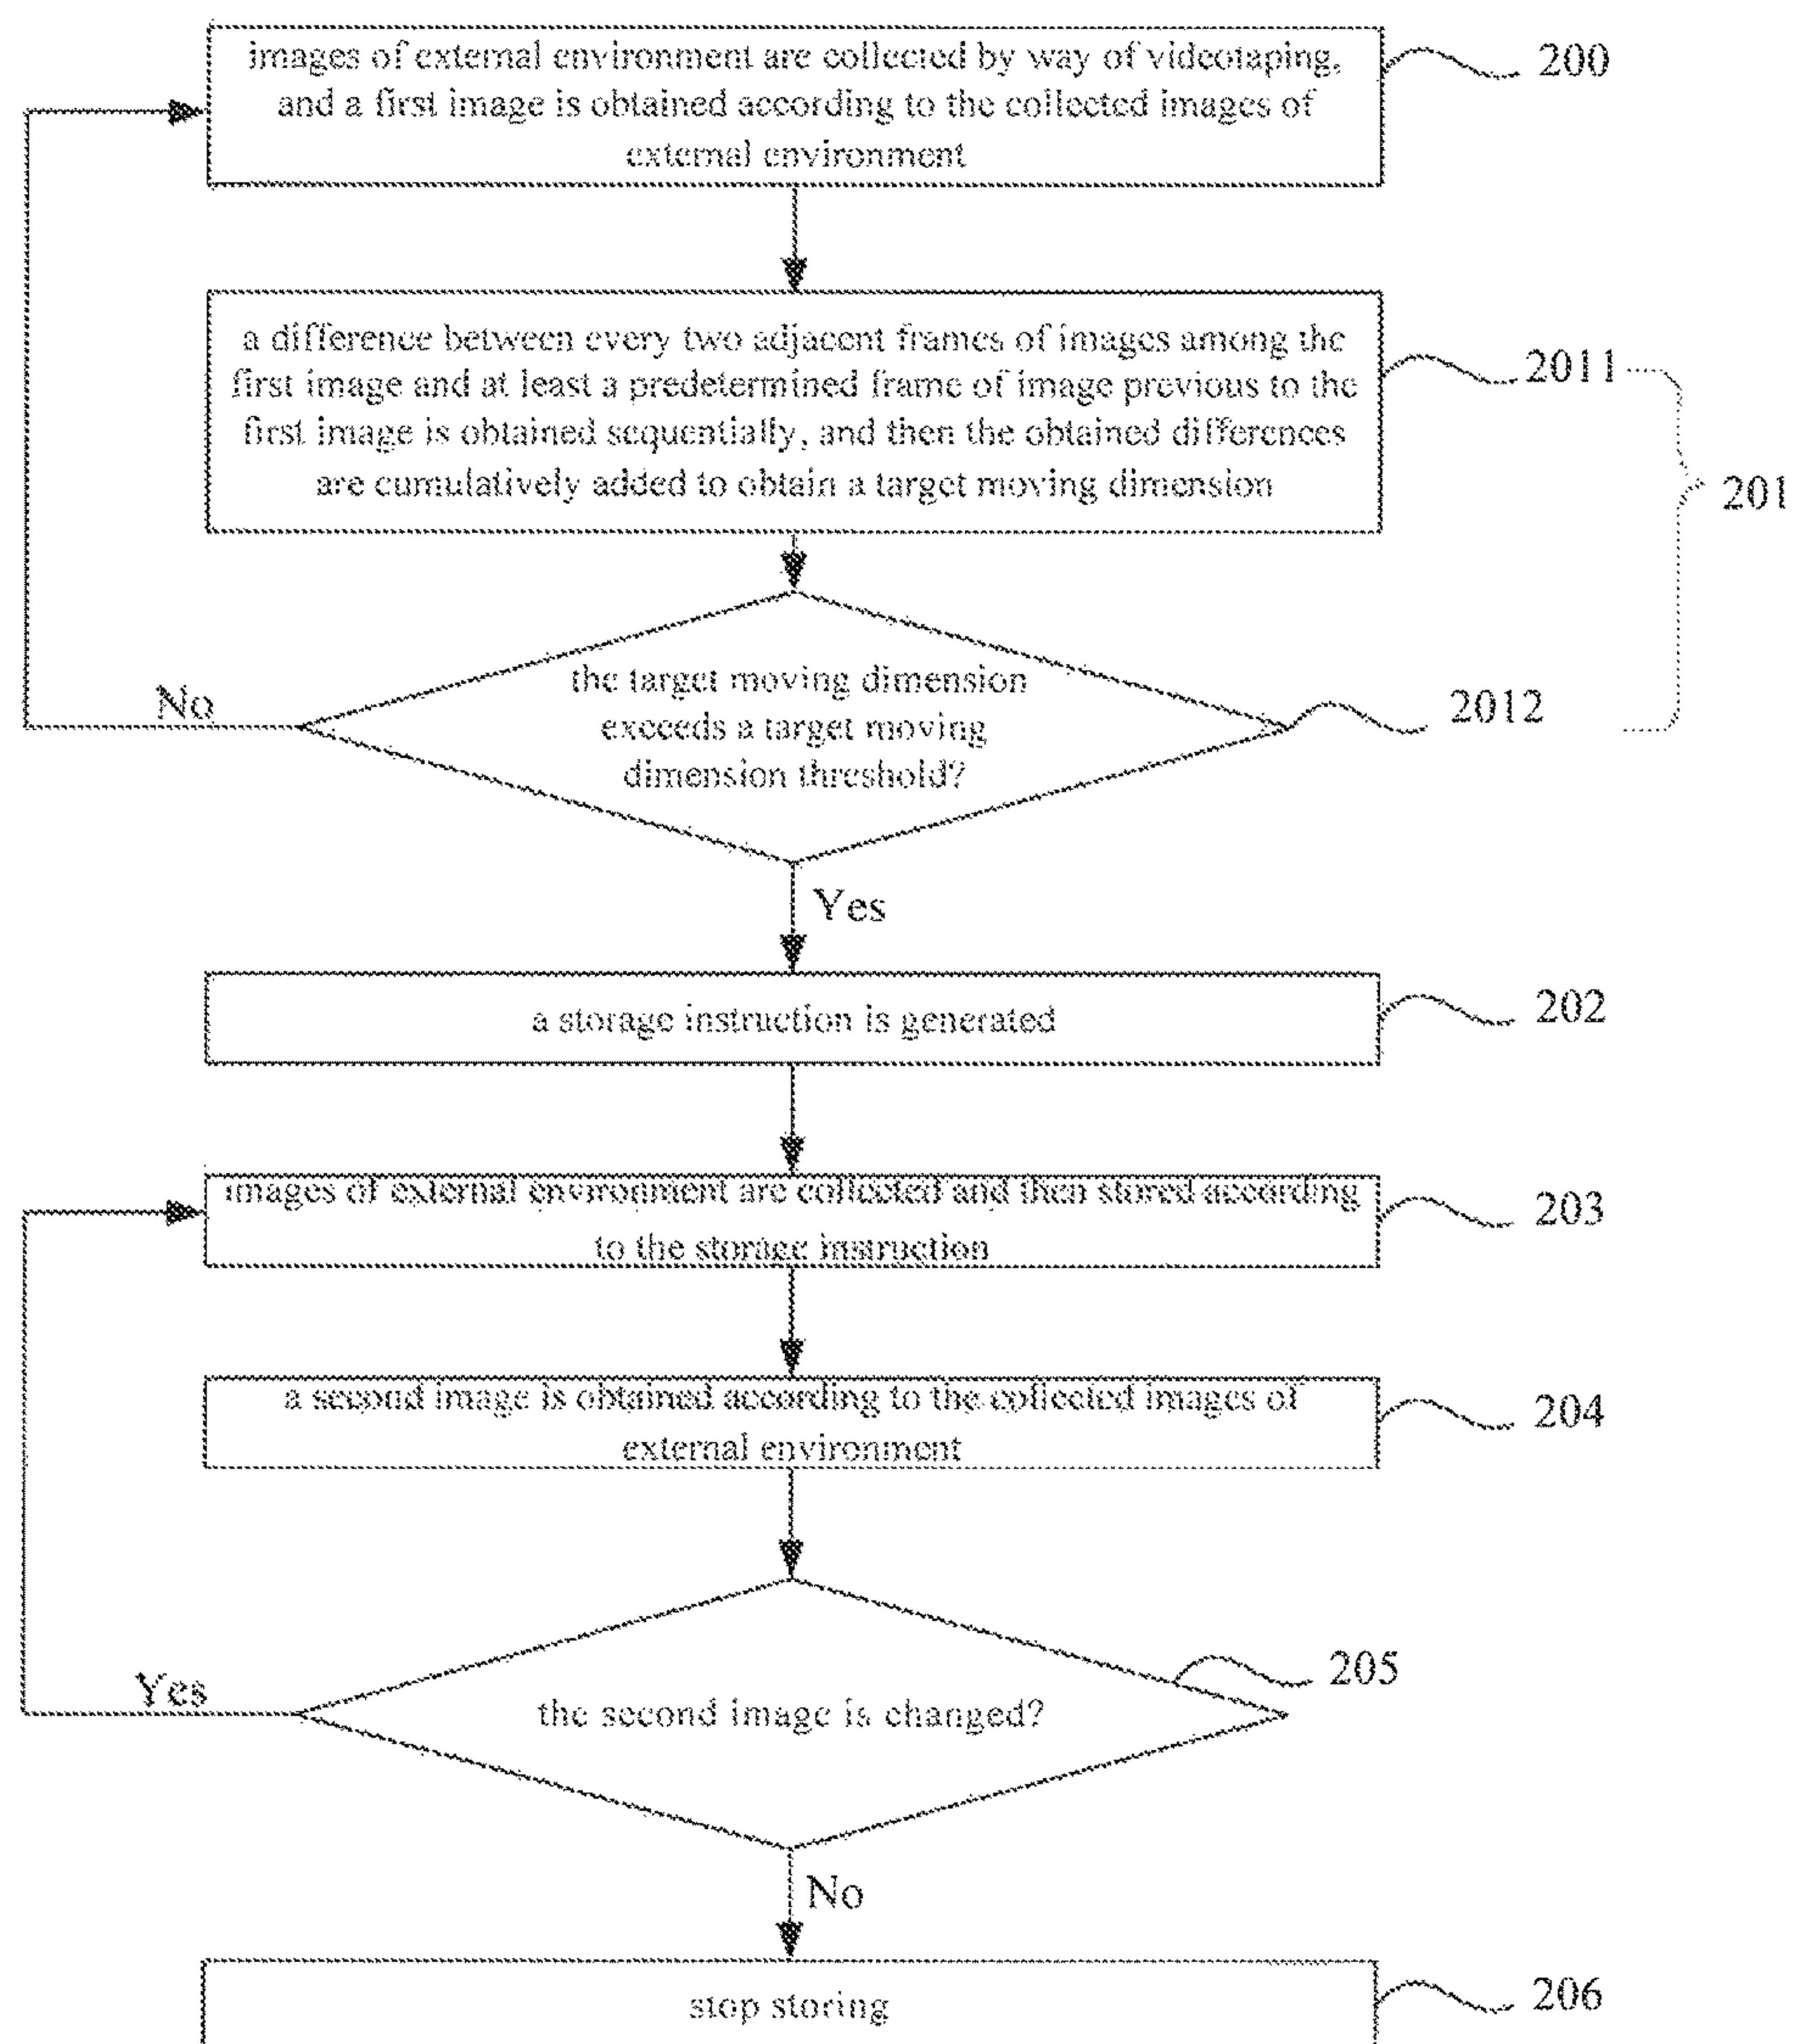 images of external environment are collected by way of videotaping,
and a first image is obtained according to the collected images of
external environment
200
a difference between every two adjacent frames of images among the
first image and at least a predetermined frame of image previous to the
first image is obtained sequentially, and then the obtained differences
are cumulatively added to obtain a target moving dimension
2011
201
the target moving dimension
exceeds a target moving
dimension threshold?
2012
No
Yes
a storage instruction is generated
202
images of external environment are collected and then stored according
to the storage instruction
203
a second image is obtained according to the collected images of
external environment
204
the second image is changed?
205
Yes
No
stop storing
206